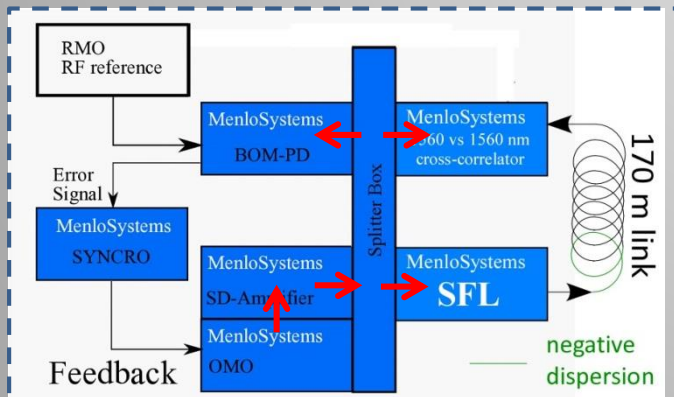 RMO
RF reference
MenloSystems
BOM-PD
Splitter Box
MenloSystems
560 vs 1560 nm
cross-correlator
170 m link
Error
Signal
MenloSystems
SYNCRO
MenloSystems
SD-Amplifier
MenloSystems
SFL
MenloSystems
OMO
Feedback
negative
dispersion